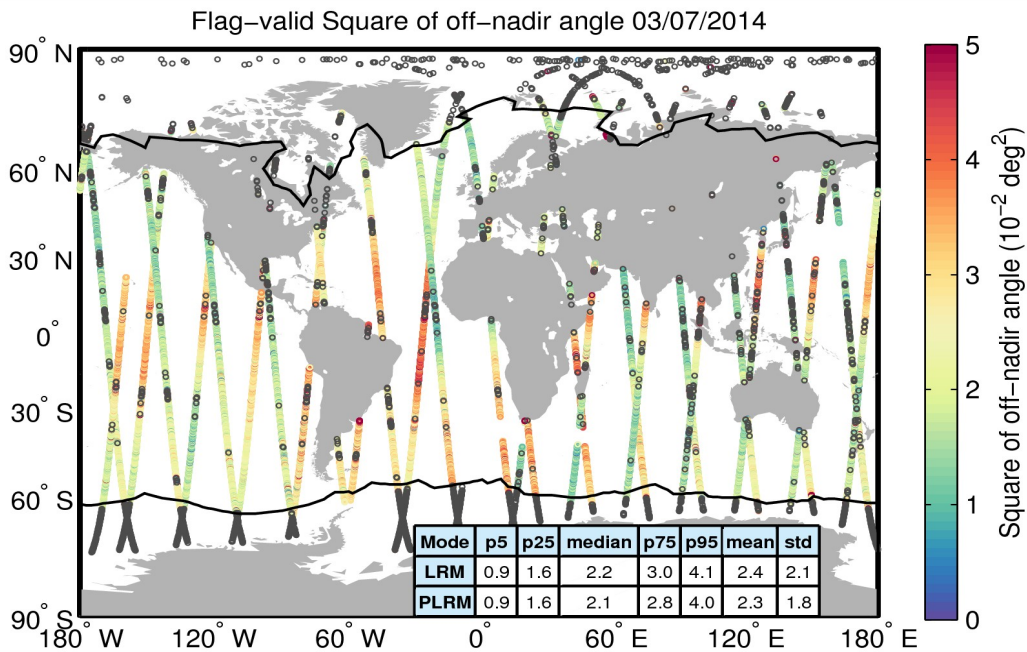 Flag−valid Square of off−nadir angle 03/07/2014
90° N
60° N
30° N
0°
30° S
60° S
90° S
180° W
120° W
60° W
0°
60° E
120° E
180° E
Mode p5 p25 median p75 p95 mean std
LRM 0.9 1.6 2.2 3.0 4.1 2.4 2.1
PLRM 0.9 1.6 2.1 2.8 4.0 2.3 1.8
5
4
3
2
1
0
Square of off−nadir angle (10⁻² deg²)